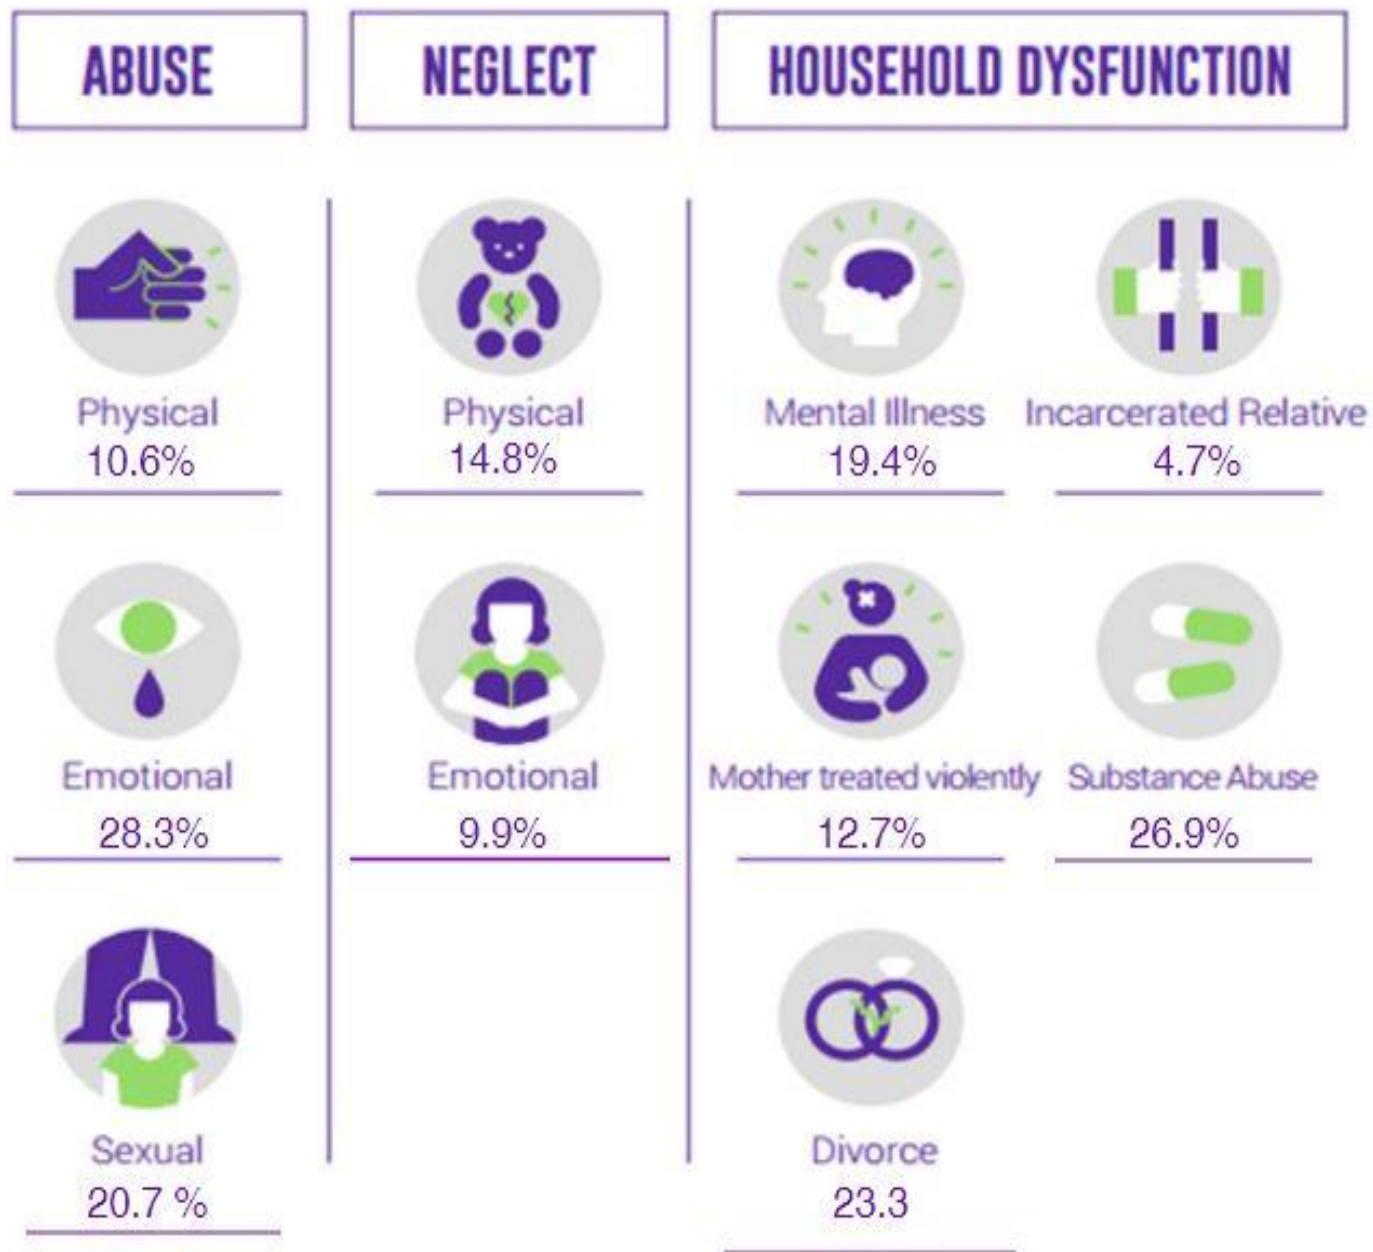 ABUSE
NEGLECT
HOUSEHOLD DYSFUNCTION
Physical
10.6%
Emotional
28.3%
Sexual
20.7 %
Physical
14.8%
Emotional
9.9%
Mental Illness
19.4%
Incarcerated Relative
4.7%
Mother treated violently
12.7%
Substance Abuse
26.9%
Divorce
23.3